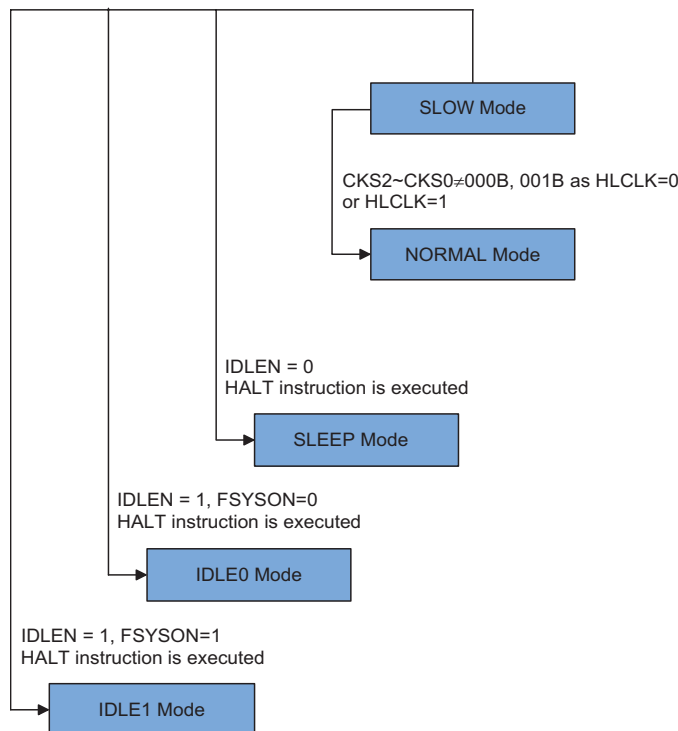 SLOW Mode
CKS2~CKS0≠000B, 001B as HLCLK=0
or HLCLK=1
NORMAL Mode
IDLEN = 0
HALT instruction is executed
SLEEP Mode
IDLEN = 1, FSYSON=0
HALT instruction is executed
IDLE0 Mode
IDLEN = 1, FSYSON=1
HALT instruction is executed
IDLE1 Mode